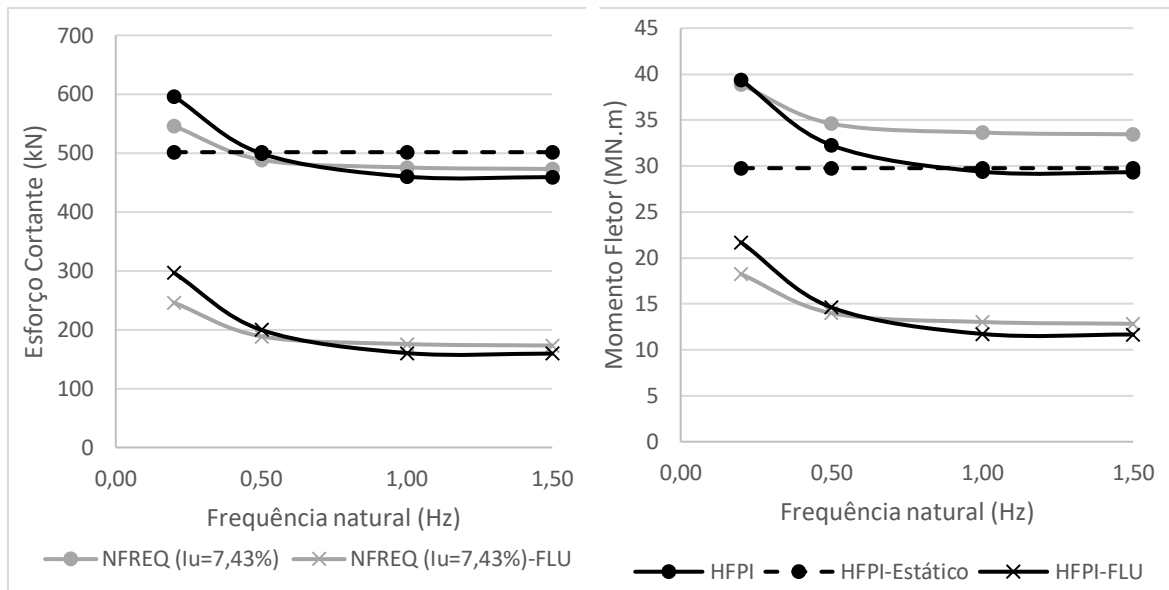 Esforço Cortante (kN)
700
600
500
400
300
200
100
0
0,00 0,50 1,00 1,50
Frequência natural (Hz)
NFREQ (Iu=7,43%) NFREQ (Iu=7,43%)-FLU
Momento Fletor (MN.m)
45
40
35
30
25
20
15
10
5
0
0,00 0,50 1,00 1,50
Frequência natural (Hz)
HFPI HFPI-Estático HFPI-FLU